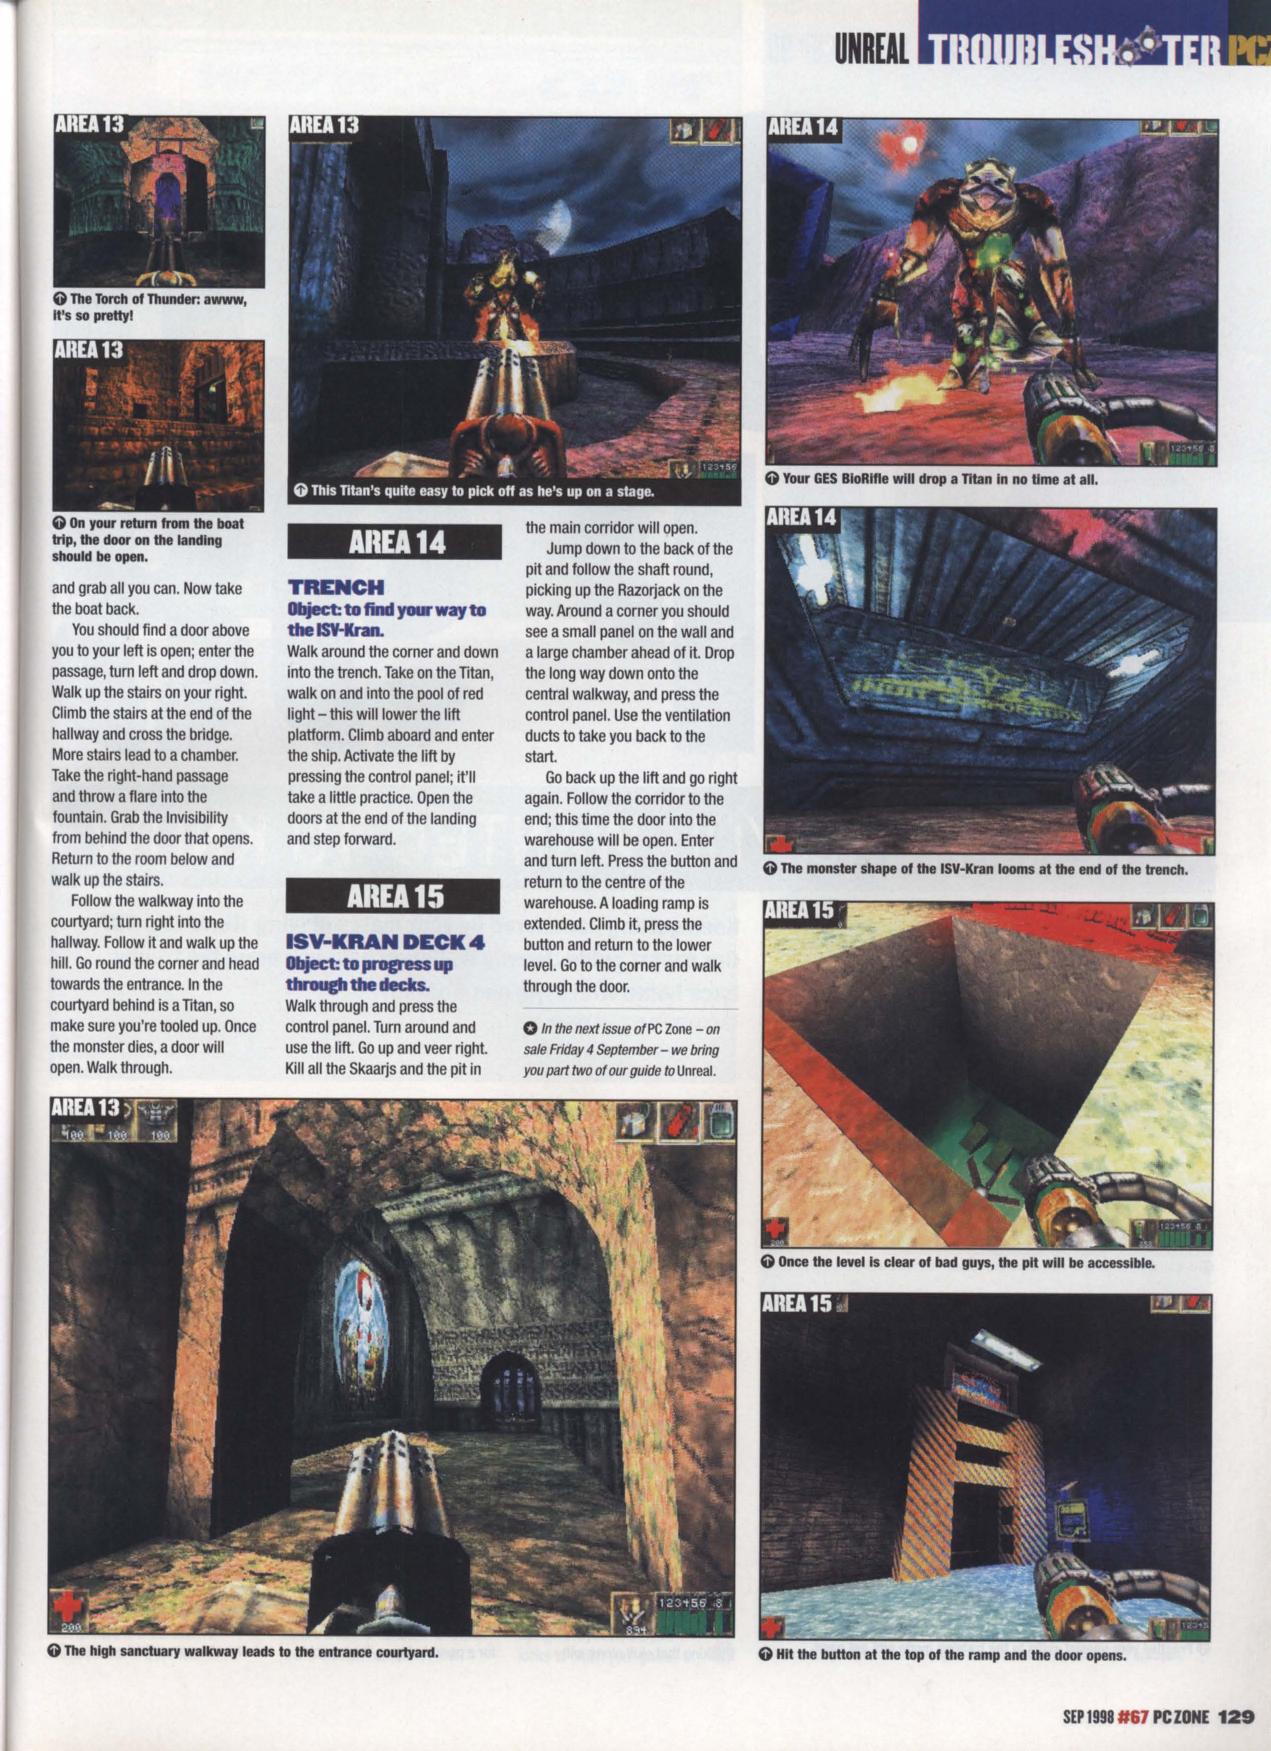 UNREAL TROUBLESHOOTER PCZ
AREA 13
The Torch of Thunder: awww,
it's so pretty!
AREA 13
On your return from the boat
trip, the door on the landing
should be open.
and grab all you can. Now take
the boat back.
You should find a door above
you to your left is open; enter the
passage, turn left and drop down.
Walk up the stairs on your right.
Climb the stairs at the end of the
hallway and cross the bridge.
More stairs lead to a chamber.
Take the right-hand passage
and throw a flare into the
fountain. Grab the Invisibility
from behind the door that opens.
Return to the room below and
walk up the stairs.
Follow the walkway into the
courtyard; turn right into the
hallway. Follow it and walk up the
hill. Go round the corner and head
towards the entrance. In the
courtyard behind is a Titan, so
make sure you're tooled up. Once
the monster dies, a door will
open. Walk through.
AREA 13
123456
This Titan's quite easy to pick off as he's up on a stage.
AREA 14
TRENCH
Object: to find your way to
the ISV-Kran.
Walk around the corner and down
into the trench. Take on the Titan,
walk on and into the pool of red
light – this will lower the lift
platform. Climb aboard and enter
the ship. Activate the lift by
pressing the control panel; it'll
take a little practice. Open the
doors at the end of the landing
and step forward.
AREA 15
ISV-KRAN DECK 4
Object: to progress up
through the decks.
Walk through and press the
control panel. Turn around and
use the lift. Go up and veer right.
Kill all the Skaarjs and the pit in
the main corridor will open.
Jump down to the back of the
pit and follow the shaft round,
picking up the Razorjack on the
way. Around a corner you should
see a small panel on the wall and
a large chamber ahead of it. Drop
the long way down onto the
central walkway, and press the
control panel. Use the ventilation
ducts to take you back to the
start.
Go back up the lift and go right
again. Follow the corridor to the
end; this time the door into the
warehouse will be open. Enter
and turn left. Press the button and
return to the centre of the
warehouse. A loading ramp is
extended. Climb it, press the
button and return to the lower
level. Go to the corner and walk
through the door.
In the next issue of PC Zone – on
sale Friday 4 September – we bring
you part two of our guide to Unreal.
AREA 14
123456 8
Your GES BioRifle will drop a Titan in no time at all.
AREA 14
CORPORATION
The monster shape of the ISV-Kran looms at the end of the trench.
AREA 15
200
123456 8
Once the level is clear of bad guys, the pit will be accessible.
AREA 15
12345
Hit the button at the top of the ramp and the door opens.
AREA 13
100 100 100
200
894
123456 8
The high sanctuary walkway leads to the entrance courtyard.
SEP 1998 #67 PC ZONE 129